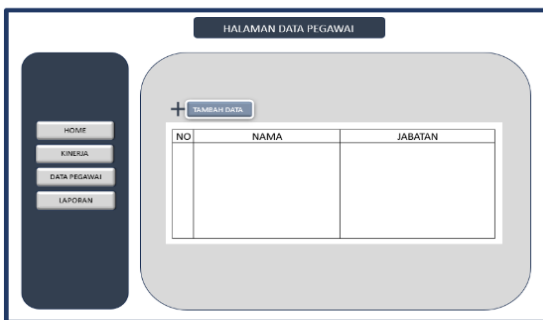 HALAMAN DATA PEGAWAI
TAMBAH DATA
HOME
KINERJA
DATA PEGAWAI
LAPORAN
NO NAMA JABATAN